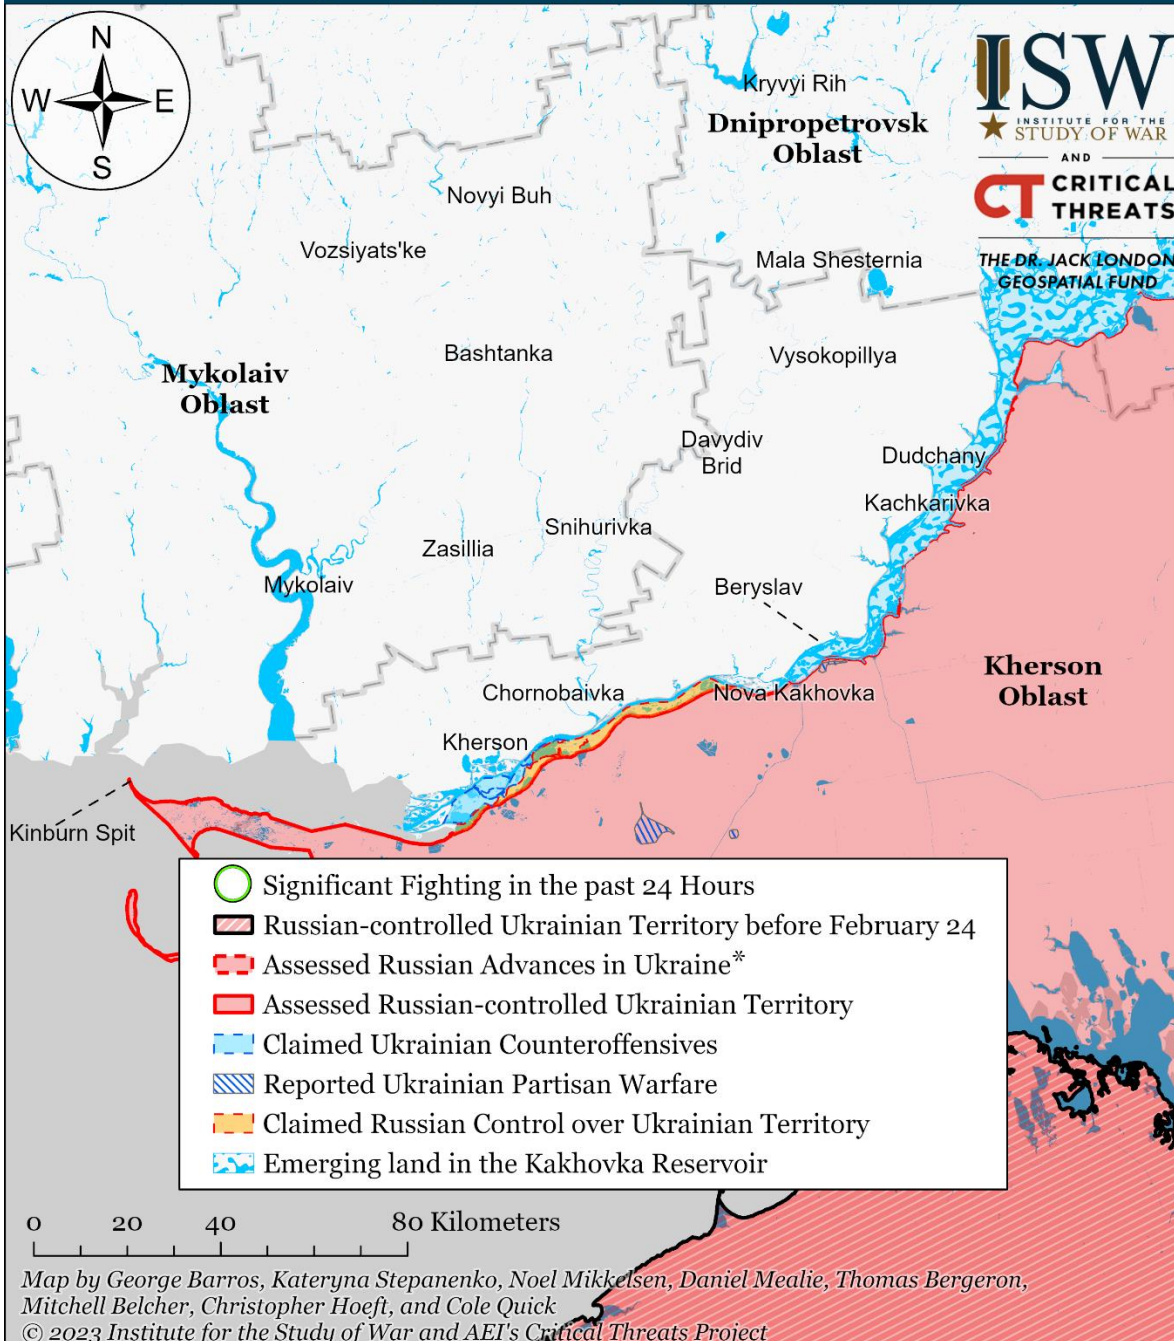 N
W
E
S
ISW
INSTITUTE FOR THE
STUDY OF WAR
AND
CT CRITICAL
THREATS
THE DR. JACK LONDON
GEOSPATIAL FUND
Kryvyi Rih
Dnipropetrovsk
Oblast
Novyi Buh
Vozsiyats'ke
Mala Shesternia
Bashtanka
Vysokopillya
Mykolaiv
Oblast
Davydiv
Brid
Dudchany
Kachkarivka
Snihurivka
Zasillia
Mykolaiv
Beryslav
Kherson
Oblast
Chornobaivka
Nova Kakhovka
Kherson
Kinburn Spit
Significant Fighting in the past 24 Hours
Russian-controlled Ukrainian Territory before February 24
Assessed Russian Advances in Ukraine*
Assessed Russian-controlled Ukrainian Territory
Claimed Ukrainian Counteroffensives
Reported Ukrainian Partisan Warfare
Claimed Russian Control over Ukrainian Territory
Emerging land in the Kakhovka Reservoir
0 20 40 80 Kilometers
Map by George Barros, Kateryna Stepanenko, Noel Mikkelsen, Daniel Mealie, Thomas Bergeron,
Mitchell Belcher, Christopher Hoeft, and Cole Quick
© 2023 Institute for the Study of War and AEI's Critical Threats Project